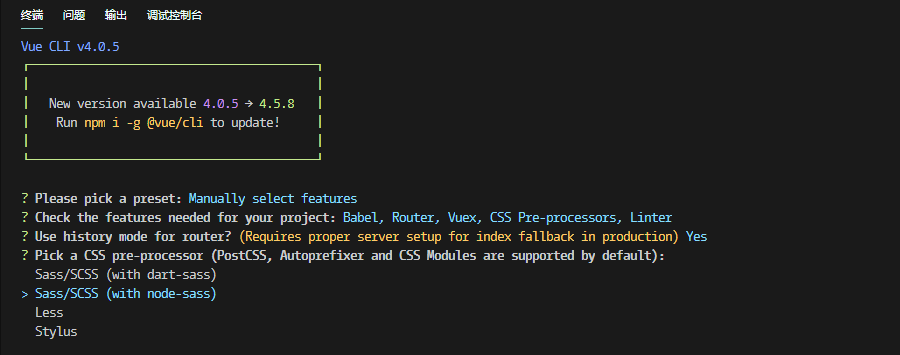 终端 问题 输出 调试控制台
Vue CLI v4.0.5
New version available 4.0.5 → 4.5.8
Run npm i -g @vue/cli to update!
? Please pick a preset: Manually select features
? Check the features needed for your project: Babel, Router, Vuex, CSS Pre-processors, Linter
? Use history mode for router? (Requires proper server setup for index fallback in production) Yes
? Pick a CSS pre-processor (PostCSS, Autoprefixer and CSS Modules are supported by default):
Sass/SCSS (with dart-sass)
> Sass/SCSS (with node-sass)
Less
Stylus